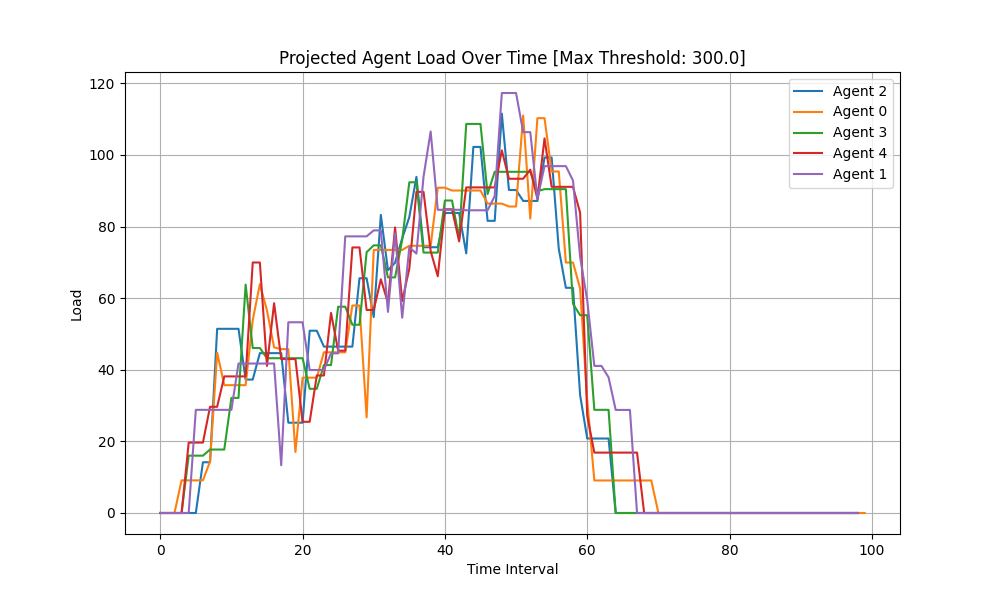 Projected Agent Load Over Time [Max Threshold: 300.0]
120
100
80
60
40
20
0
Load
Agent 2
Agent 0
Agent 3
Agent 4
Agent 1
0
20
40
60
80
100
Time Interval